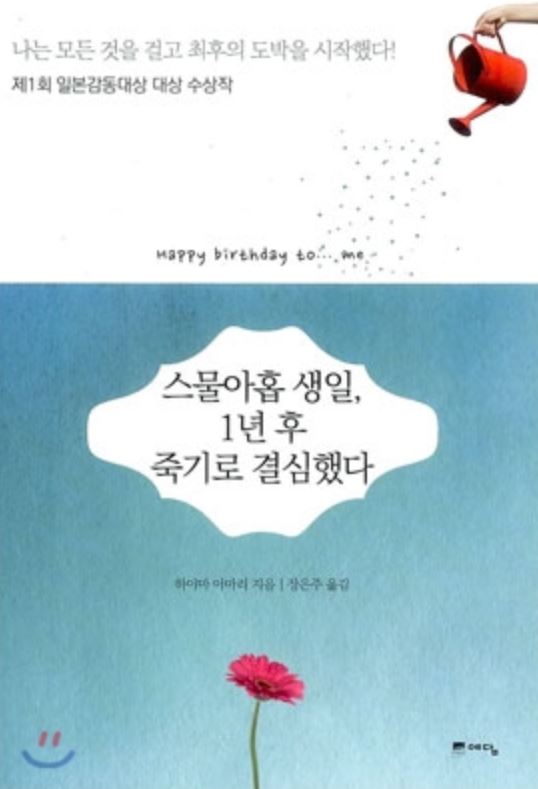 나는 모든 것을 걸고 최후의 도박을 시작했다!
제1회 일본감동대상 대상 수상작
Happy birthday to... me
스물아홉 생일,
1년 후
죽기로 결심했다
하야마 아마리 지음 | 장은주 옮김
예담